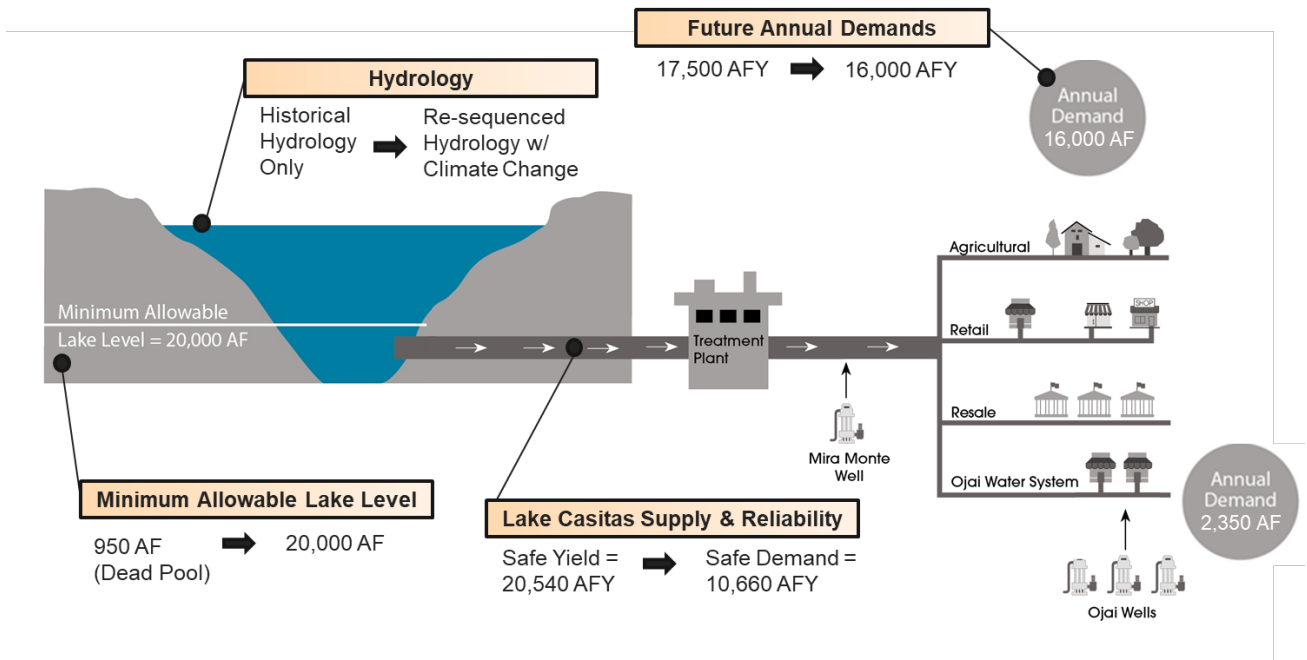 Future Annual Demands
17,500 AFY
16,000 AFY
Annual
Demand
16,000 AF
Hydrology
Historical
Hydrology
Only
Re-sequenced
Hydrology w/
Climate Change
Minimum Allowable
Lake Level = 20,000 AF
Treatment
Plant
Agricultural
Retail
SHOP
Resale
Ojai Water System
Mira Monte
Well
Annual
Demand
2,350 AF
Ojai Wells
Minimum Allowable Lake Level
950 AF
(Dead Pool)
20,000 AF
Lake Casitas Supply & Reliability
Safe Yield =
20,540 AFY
Safe Demand =
10,660 AFY